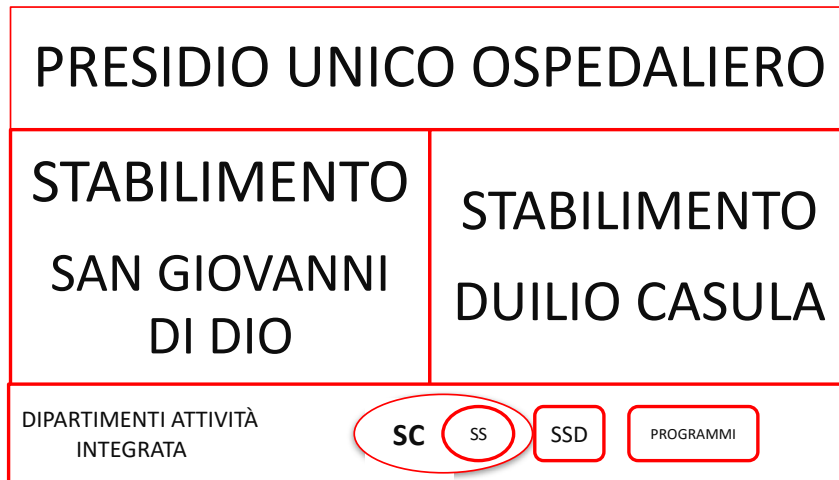 PRESIDIO UNICO OSPEDALIERO
STABILIMENTO
SAN GIOVANNI
DI DIO
STABILIMENTO
DUILIO CASULA
DIPARTIMENTI ATTIVITÀ
INTEGRATA
SC
SS
SSD
PROGRAMMI